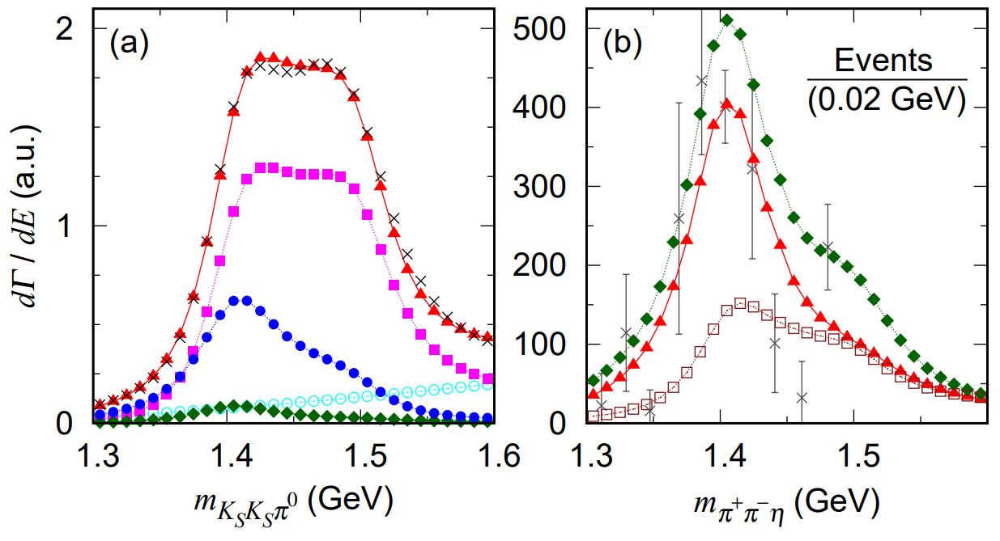 (a)
2
1
0
dΓ / dE (a.u.)
1.3 1.4 1.5 1.6
m_{K_S K_S π^0} (GeV)
(b)
Events
(0.02 GeV)
500
400
300
200
100
0
1.3 1.4 1.5
m_{π^+ π^- η} (GeV)